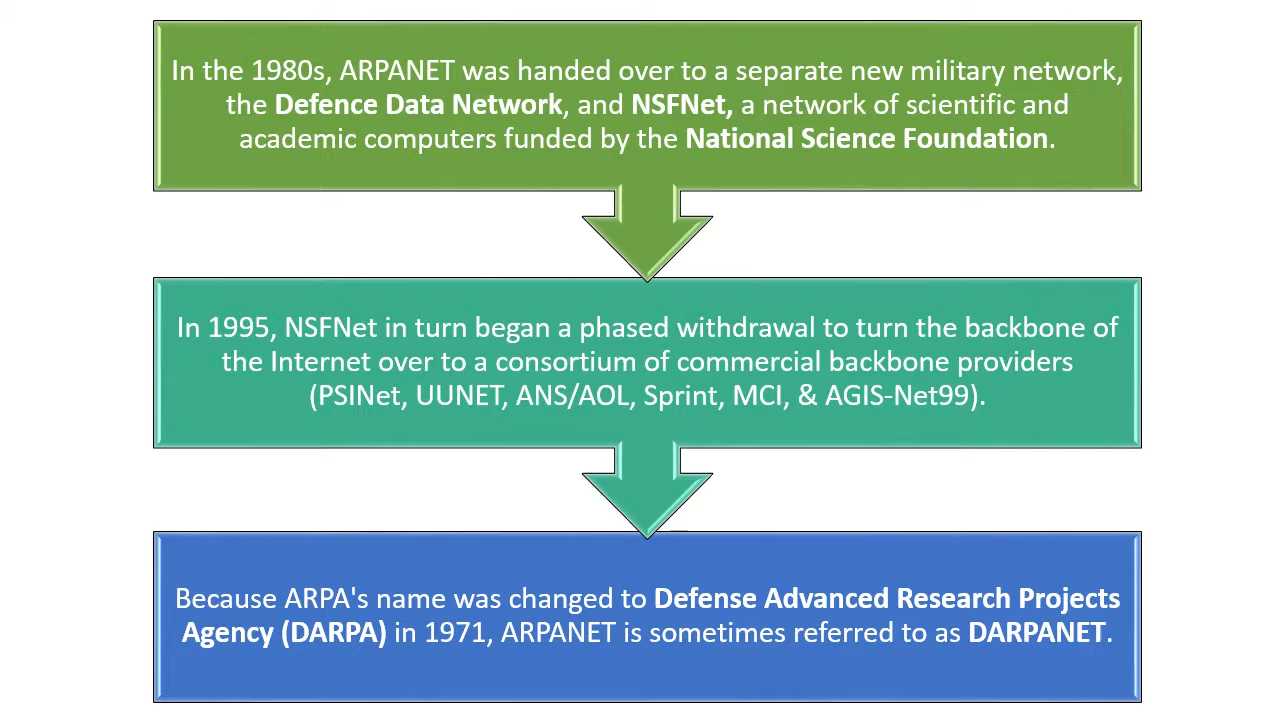 In the 1980s, ARPANET was handed over to a separate new military network,
the Defence Data Network, and NSFNet, a network of scientific and
academic computers funded by the National Science Foundation.
In 1995, NSFNet in turn began a phased withdrawal to turn the backbone of
the Internet over to a consortium of commercial backbone providers
(PSINet, UUNET, ANS/AOL, Sprint, MCI, & AGIS-Net99).
Because ARPA's name was changed to Defense Advanced Research Projects
Agency (DARPA) in 1971, ARPANET is sometimes referred to as DARPANET.